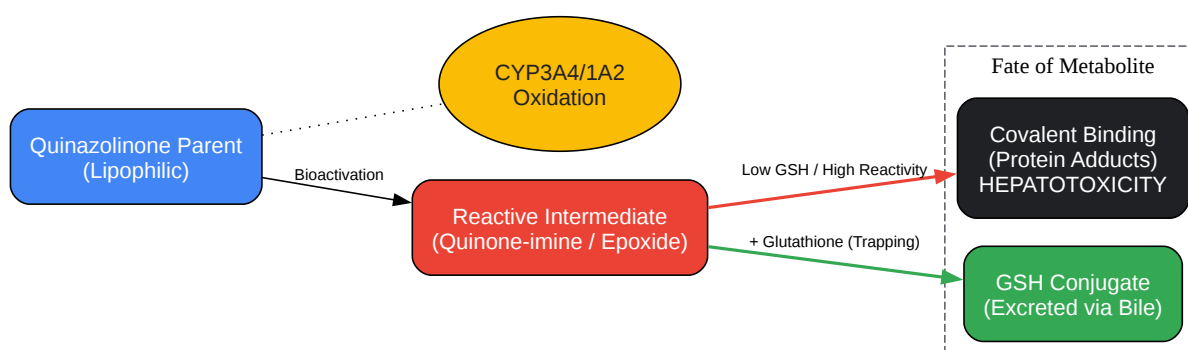 Quinazolinone Parent
(Lipophilic)
CYP3A4/1A2
Oxidation
Bioactivation
Reactive Intermediate
(Quinone-imine / Epoxide)
Low GSH / High Reactivity
+ Glutathione (Trapping)
Fate of Metabolite
Covalent Binding
(Protein Adducts)
HEPATOTOXICITY
GSH Conjugate
(Excreted via Bile)